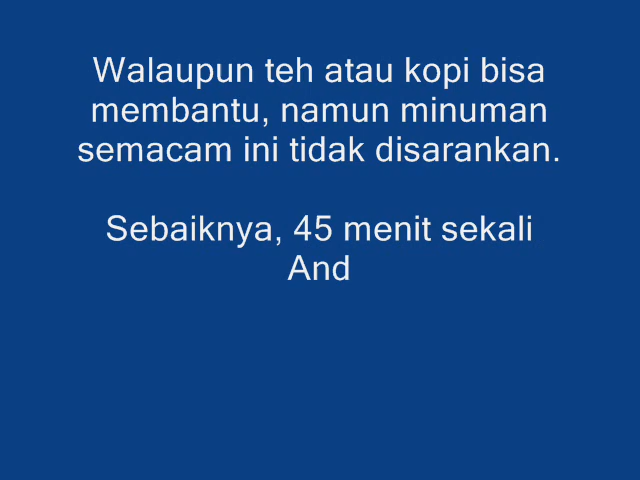 Walaupun teh atau kopi bisa
membantu, namun minuman
semacam ini tidak disarankan.
Sebaiknya, 45 menit sekali
And